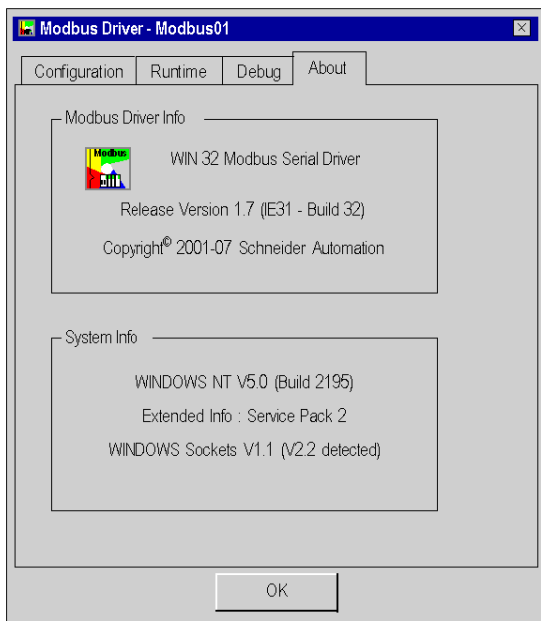 Modbus Driver - Modbus01
Configuration Runtime Debug About
Modbus Driver Info
Modbus
WIN 32 Modbus Serial Driver
Release Version 1.7 (IE31 - Build 32)
Copyright© 2001-07 Schneider Automation
System Info
WINDOWS NT V5.0 (Build 2195)
Extended Info : Service Pack 2
WINDOWS Sockets V1.1 (V2.2 detected)
OK